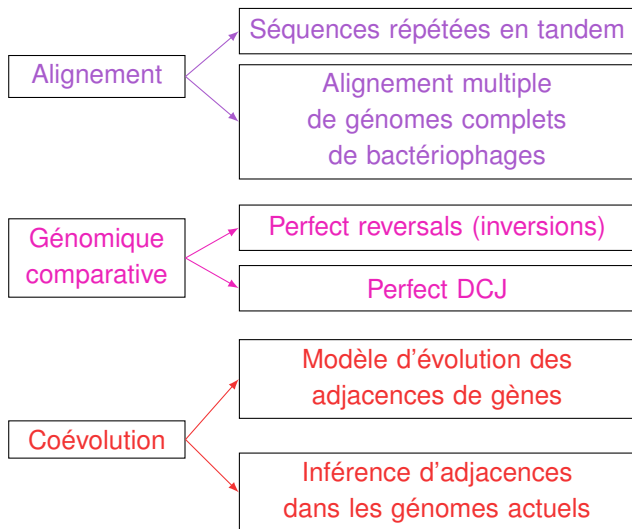 Séquences répétées en tandem
Alignement
Alignement multiple
de génomes complets
de bactériophages
Génomique
comparative
Perfect reversals (inversions)
Perfect DCJ
Modèle d'évolution des
adjacences de gènes
Coévolution
Inférence d'adjacences
dans les génomes actuels